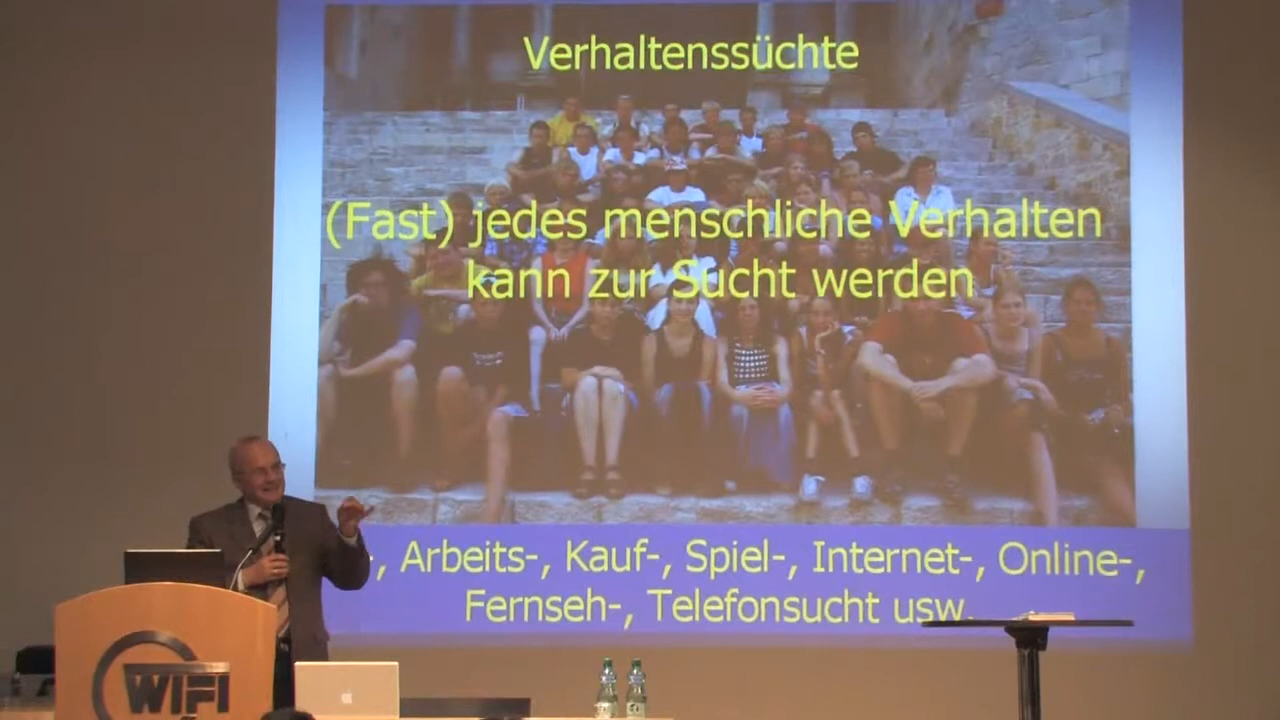 Verhaltenssüchte
(Fast) jedes menschliche Verhalten
kann zur Sucht werden
-, Arbeits-, Kauf-, Spiel-, Internet-, Online-,
Fernseh-, Telefonsucht usw.
WIFI